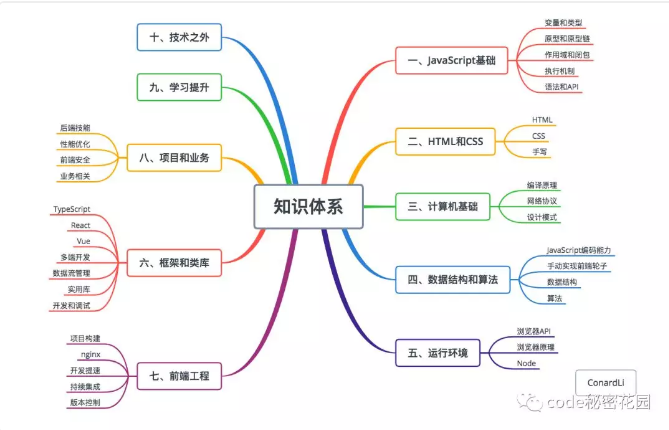 知识体系
一、JavaScript基础
变量和类型
原型和原型链
作用域和闭包
执行机制
语法和API
二、HTML和CSS
HTML
CSS
手写
三、计算机基础
编译原理
网络协议
设计模式
四、数据结构和算法
JavaScript编码能力
手动实现前端轮子
数据结构
算法
五、运行环境
浏览器API
浏览器原理
Node
六、框架和类库
TypeScript
React
Vue
多端开发
数据流管理
实用库
开发和调试
七、前端工程
项目构建
nginx
开发提速
持续集成
版本控制
八、项目和业务
后端技能
性能优化
前端安全
业务相关
九、学习提升
十、技术之外
ConardLi
code秘密花园